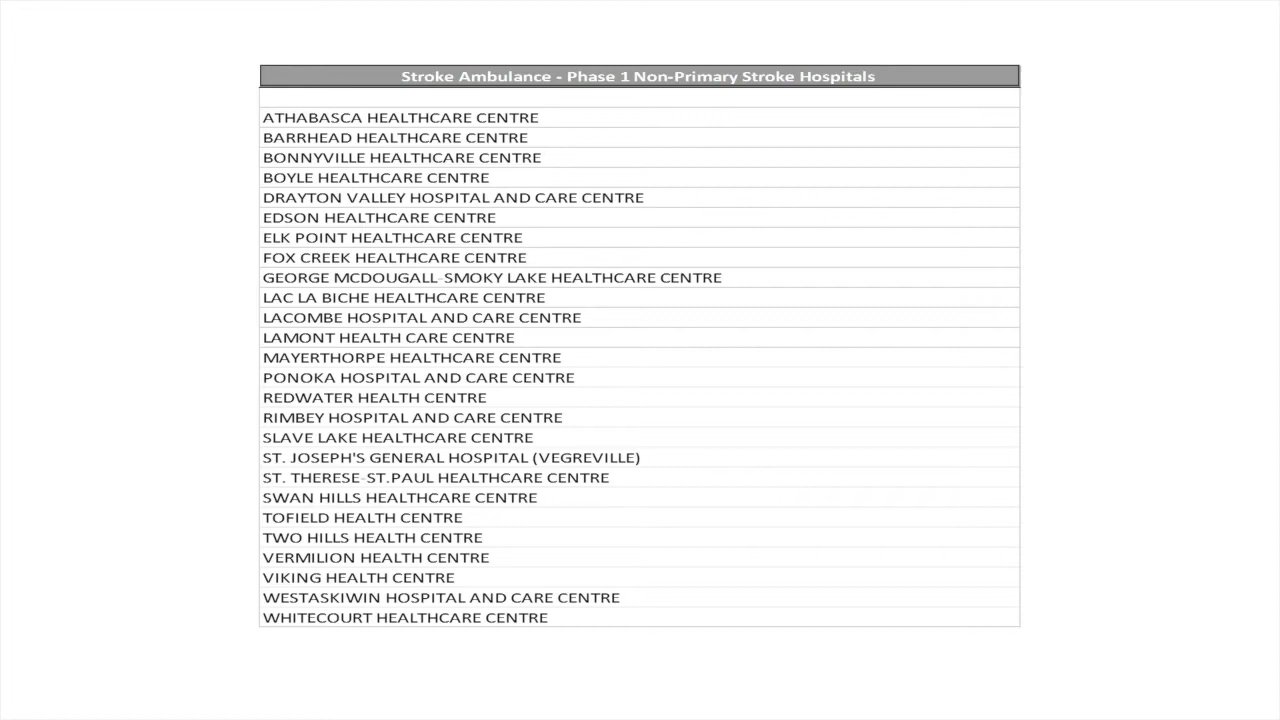 Stroke Ambulance - Phase 1 Non-Primary Stroke Hospitals
ATHABASCA HEALTHCARE CENTRE
BARRHEAD HEALTHCARE CENTRE
BONNYVILLE HEALTHCARE CENTRE
BOYLE HEALTHCARE CENTRE
DRAYTON VALLEY HOSPITAL AND CARE CENTRE
EDSON HEALTHCARE CENTRE
ELK POINT HEALTHCARE CENTRE
FOX CREEK HEALTHCARE CENTRE
GEORGE MCDOUGALL-SMOKY LAKE HEALTHCARE CENTRE
LAC LA BICHE HEALTHCARE CENTRE
LACOMBE HOSPITAL AND CARE CENTRE
LAMONT HEALTH CARE CENTRE
MAYERTHORPE HEALTHCARE CENTRE
PONOKA HOSPITAL AND CARE CENTRE
REDWATER HEALTH CENTRE
RIMBEY HOSPITAL AND CARE CENTRE
SLAVE LAKE HEALTHCARE CENTRE
ST. JOSEPH'S GENERAL HOSPITAL (VEGREVILLE)
ST. THERESE-ST.PAUL HEALTHCARE CENTRE
SWAN HILLS HEALTHCARE CENTRE
TOFIELD HEALTH CENTRE
TWO HILLS HEALTH CENTRE
VERMILION HEALTH CENTRE
VIKING HEALTH CENTRE
WESTASKIWIN HOSPITAL AND CARE CENTRE
WHITECOURT HEALTHCARE CENTRE